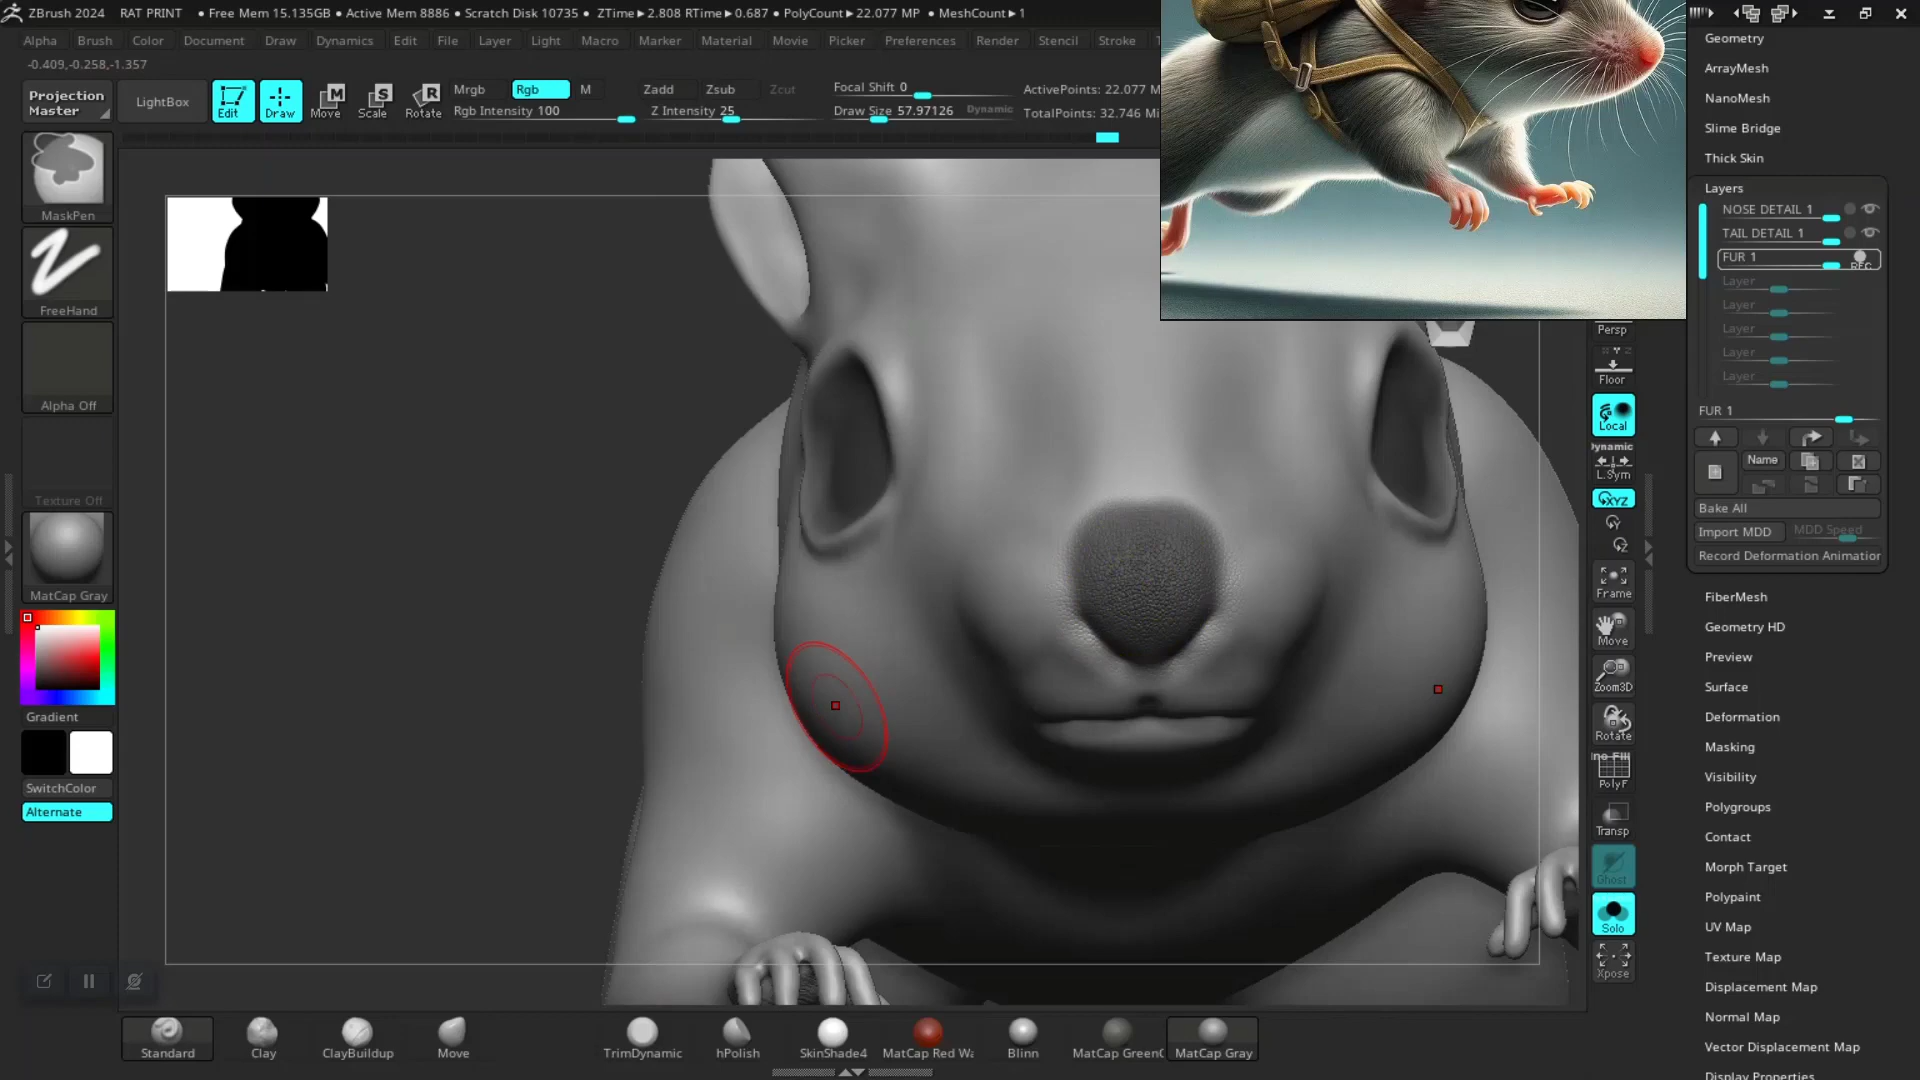 ZBrush 2024 RAT PRINT • Free Mem 15.135GB • Active Mem 8886 • Scratch Disk 10735 • ZTime▸2.808 RTime▸0.687 • PolyCount▸22.077 MP • MeshCount▸1
Alpha Brush Color Document Draw Dynamics Edit File Layer Light Macro Marker Material Movie Picker Preferences Render Stencil Stroke
-0.409,-0.258,-1.357
Projection Master
LightBox
Edit
Draw
Move
Scale
Rotate
Mrgb Rgb M
Rgb Intensity 100
Zadd Zsub Zcut
Z Intensity 25
Focal Shift 0
Draw Size 57.97126 Dynamic
ActivePoints: 22.077 M
TotalPoints: 32.746 Mi
MaskPen
FreeHand
Alpha Off
Texture Off
MatCap Gray
Gradient
SwitchColor
Alternate
Standard
Clay
ClayBuildup
Move
TrimDynamic
hPolish
SkinShade4
MatCap Red Wa
Blinn
MatCap Gray
Persp
Floor
Local
Dynamic
L.Sym
XYZ
Frame
Move
Zoom3D
Rotate
PolyF
Transp
Ghost
Solo
Xpose
Geometry
ArrayMesh
NanoMesh
Slime Bridge
Thick Skin
Layers
NOSE DETAIL 1
TAIL DETAIL 1
FUR 1 REC
Layer
Layer
Layer
Layer
Layer
FUR 1
Name
Bake All
Import MDD MDD Speed
Record Deformation Animation
FiberMesh
Geometry HD
Preview
Surface
Deformation
Masking
Visibility
Polygroups
Contact
Morph Target
Polypaint
UV Map
Texture Map
Displacement Map
Normal Map
Vector Displacement Map
Display Properties